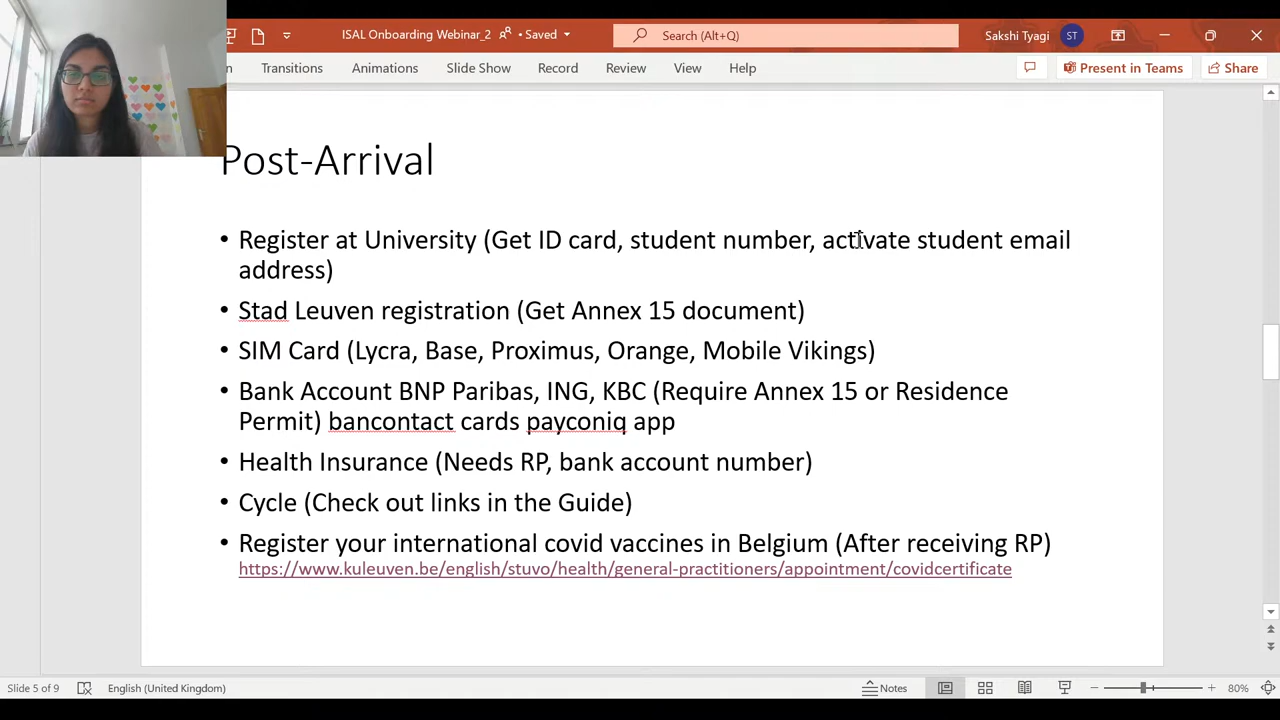 ISAL Onboarding Webinar_2 • Saved
Search (Alt+Q)
Sakshi Tyagi
ST
Transitions
Animations
Slide Show
Record
Review
View
Help
Present in Teams
Share
Post-Arrival
• Register at University (Get ID card, student number, activate student email
address)
• Stad Leuven registration (Get Annex 15 document)
• SIM Card (Lycra, Base, Proximus, Orange, Mobile Vikings)
• Bank Account BNP Paribas, ING, KBC (Require Annex 15 or Residence
Permit) bancontact cards payconiq app
• Health Insurance (Needs RP, bank account number)
• Cycle (Check out links in the Guide)
• Register your international covid vaccines in Belgium (After receiving RP)
https://www.kuleuven.be/english/stuvo/health/general-practitioners/appointment/covidcertificate
Slide 5 of 9
English (United Kingdom)
Notes
80%